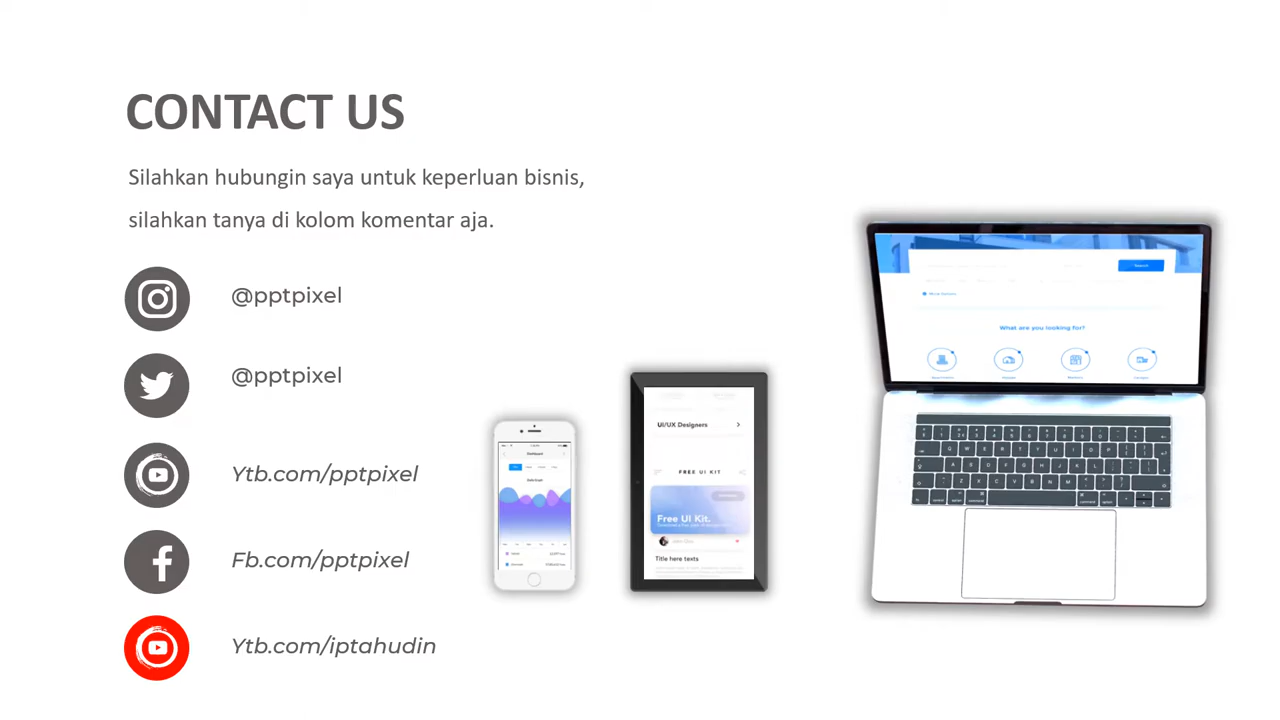 CONTACT US
Silahkan hubungin saya untuk keperluan bisnis,
silahkan tanya di kolom komentar aja.
@pptpixel
@pptpixel
Ytb.com/pptpixel
Fb.com/pptpixel
Ytb.com/iptahudin
Dashboard
UI/UX Designers
FREE UI KIT
Free UI Kit.
Title here texts
Search
What are you looking for?